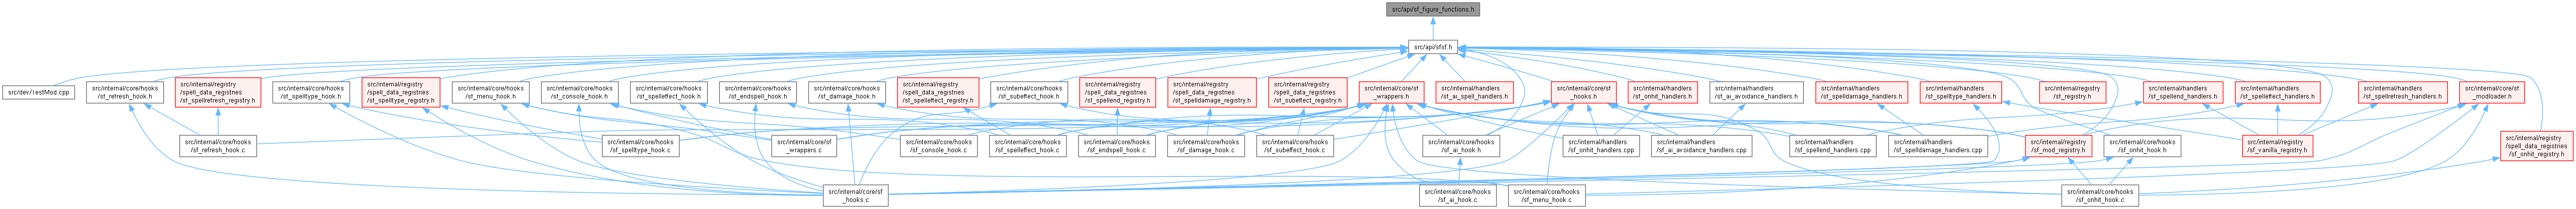 src/api/sf_figure_functions.h
src/api/sfsf.h
src/dev/TestMod.cpp
src/internal/core/hooks
/sf_refresh_hook.h
src/internal/registry
/spell_data_registries
/sf_spellrefresh_registry.h
src/internal/core/hooks
/sf_spelltype_hook.h
src/internal/registry
/spell_data_registries
/sf_spelltype_registry.h
src/internal/core/hooks
/sf_menu_hook.h
src/internal/core/hooks
/sf_console_hook.h
src/internal/core/hooks
/sf_spelleffect_hook.h
src/internal/core/hooks
/sf_endspell_hook.h
src/internal/core/hooks
/sf_damage_hook.h
src/internal/registry
/spell_data_registries
/sf_spelleffect_registry.h
src/internal/core/hooks
/sf_subeffect_hook.h
src/internal/registry
/spell_data_registries
/sf_spellend_registry.h
src/internal/registry
/spell_data_registries
/sf_spelldamage_registry.h
src/internal/registry
/spell_data_registries
/sf_subeffect_registry.h
src/internal/core/sf
_wrappers.h
src/internal/handlers
/sf_ai_spell_handlers.h
src/internal/core/sf
_hooks.h
src/internal/handlers
/sf_onhit_handlers.h
src/internal/handlers
/sf_ai_avoidance_handlers.h
src/internal/handlers
/sf_spelldamage_handlers.h
src/internal/handlers
/sf_spelltype_handlers.h
src/internal/registry
/sf_registry.h
src/internal/handlers
/sf_spellend_handlers.h
src/internal/handlers
/sf_spelleffect_handlers.h
src/internal/handlers
/sf_spellrefresh_handlers.h
src/internal/core/sf
_modloader.h
src/internal/core/hooks
/sf_refresh_hook.c
src/internal/core/hooks
/sf_spelltype_hook.c
src/internal/core/sf
_wrappers.c
src/internal/core/hooks
/sf_console_hook.c
src/internal/core/hooks
/sf_spelleffect_hook.c
src/internal/core/hooks
/sf_endspell_hook.c
src/internal/core/hooks
/sf_damage_hook.c
src/internal/core/hooks
/sf_subeffect_hook.c
src/internal/core/hooks
/sf_ai_hook.h
src/internal/handlers
/sf_onhit_handlers.cpp
src/internal/handlers
/sf_ai_avoidance_handlers.cpp
src/internal/handlers
/sf_spellend_handlers.cpp
src/internal/handlers
/sf_spelldamage_handlers.cpp
src/internal/registry
/sf_mod_registry.h
src/internal/core/hooks
/sf_onhit_hook.h
src/internal/registry
/sf_vanilla_registry.h
src/internal/registry
/spell_data_registries
/sf_onhit_registry.h
src/internal/core/sf
_hooks.c
src/internal/core/hooks
/sf_ai_hook.c
src/internal/core/hooks
/sf_menu_hook.c
src/internal/core/hooks
/sf_onhit_hook.c